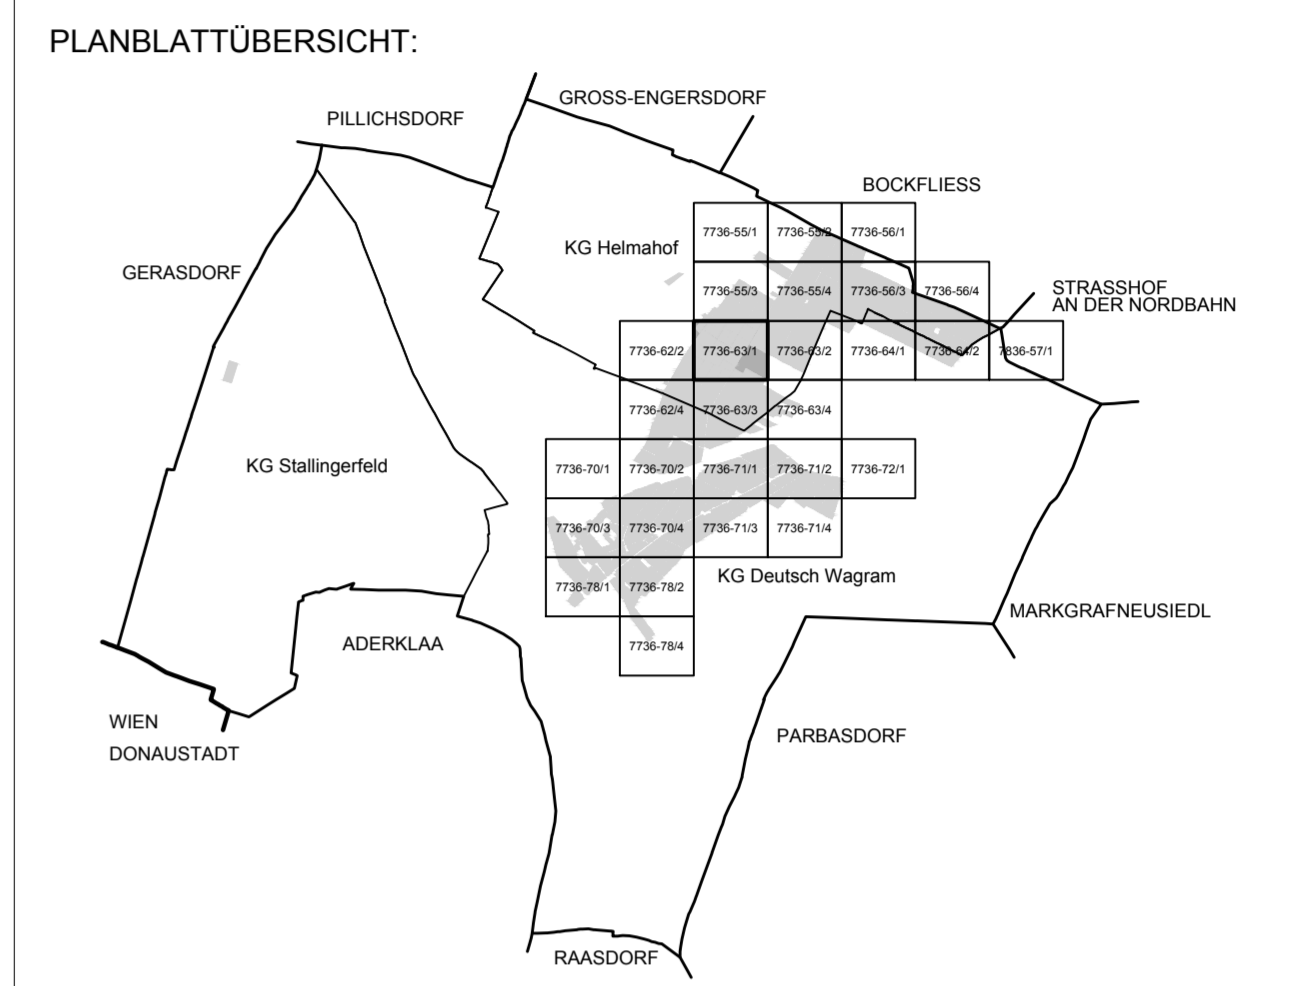 PLANBLATTÜBERSICHT:
GROSS-ENGERSDORF
PILLICHSDORF
BOCKFLIESS
7736-55/1 7736-55/2 7736-56/1
KG Helmahof
GERASDORF
STRASSHOF
AN DER NORDBAHN
7736-55/3 7736-55/4 7736-56/3 7736-56/4
7736-62/2 7736-63/1 7736-63/2 7736-64/1 7736-64/2 7836-57/1
7736-62/4 7736-63/3 7736-63/4
KG Stallingerfeld
7736-70/1 7736-70/2 7736-71/1 7736-71/2 7736-72/1
7736-70/3 7736-70/4 7736-71/3 7736-71/4
KG Deutsch Wagram
7736-78/1 7736-78/2
MARKGRAFNEUSIEDL
ADERKLAA
7736-78/4
WIEN
DONAUSTADT
PARBASDORF
RAASDORF